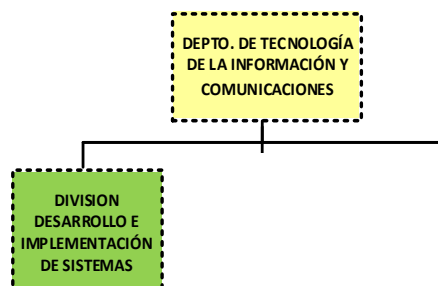 DEPTO. DE TECNOLOGÍA
DE LA INFORMACIÓN Y
COMUNICACIONES
DIVISION
DESARROLLO E
IMPLEMENTACIÓN
DE SISTEMAS